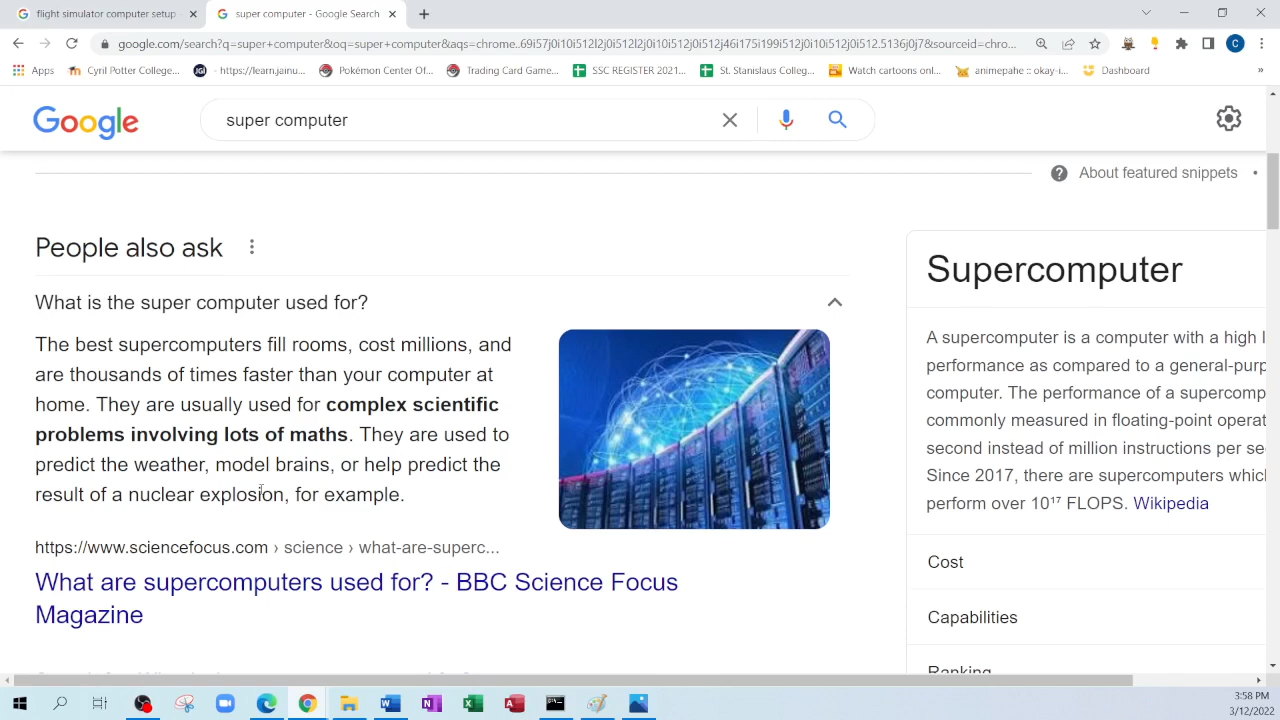 flight simulator computer setup
super computer - Google Search
google.com/search?q=super+computer&oq=super+computer&aqs=chrome.0.0i57j0i10i512l2j0i512l2j0i10i512j0i512j46i175i199i512j0i10i512j0i512.5136j0j7&sourceid=chro...
Apps
Cyril Potter College...
- https://learn.jainu...
Pokémon Center Of...
Trading Card Game...
SSC REGISTER 2021...
St. Stanislaus Colleg...
Watch cartoons onl...
animepahe :: okay-i...
Dashboard
»
Google
super computer
About featured snippets
People also ask
What is the super computer used for?
The best supercomputers fill rooms, cost millions, and
are thousands of times faster than your computer at
home. They are usually used for complex scientific
problems involving lots of maths. They are used to
predict the weather, model brains, or help predict the
result of a nuclear explosion, for example.
https://www.sciencefocus.com › science › what-are-superc...
What are supercomputers used for? - BBC Science Focus
Magazine
Supercomputer
A supercomputer is a computer with a high l
performance as compared to a general-purp
computer. The performance of a supercomp
commonly measured in floating-point operat
second instead of million instructions per se
Since 2017, there are supercomputers whic
perform over 10¹⁷ FLOPS. Wikipedia
Cost
Capabilities
Ranking
3:58 PM
3/12/2022